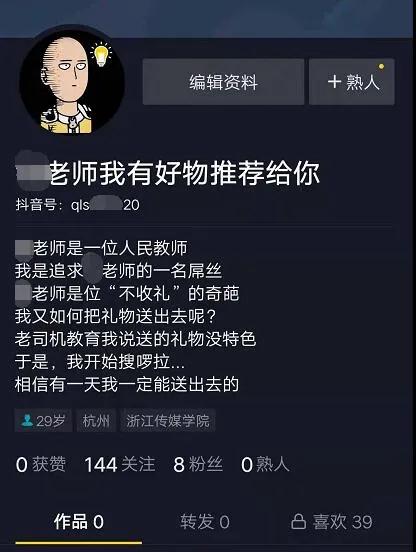 编辑资料
+熟人
老师我有好物推荐给你
抖音号：qls 20
老师是一位人民教师
我是追求 老师的一名屌丝
老师是位“不收礼”的奇葩
我又如何把礼物送出去呢？
老司机教育我说送的礼物没特色
于是，我开始搜啰拉...
相信有一天我一定能送出去的
29岁 杭州 浙江传媒学院
0获赞 144关注 8粉丝 0熟人
作品 0 转发 0 喜欢 39